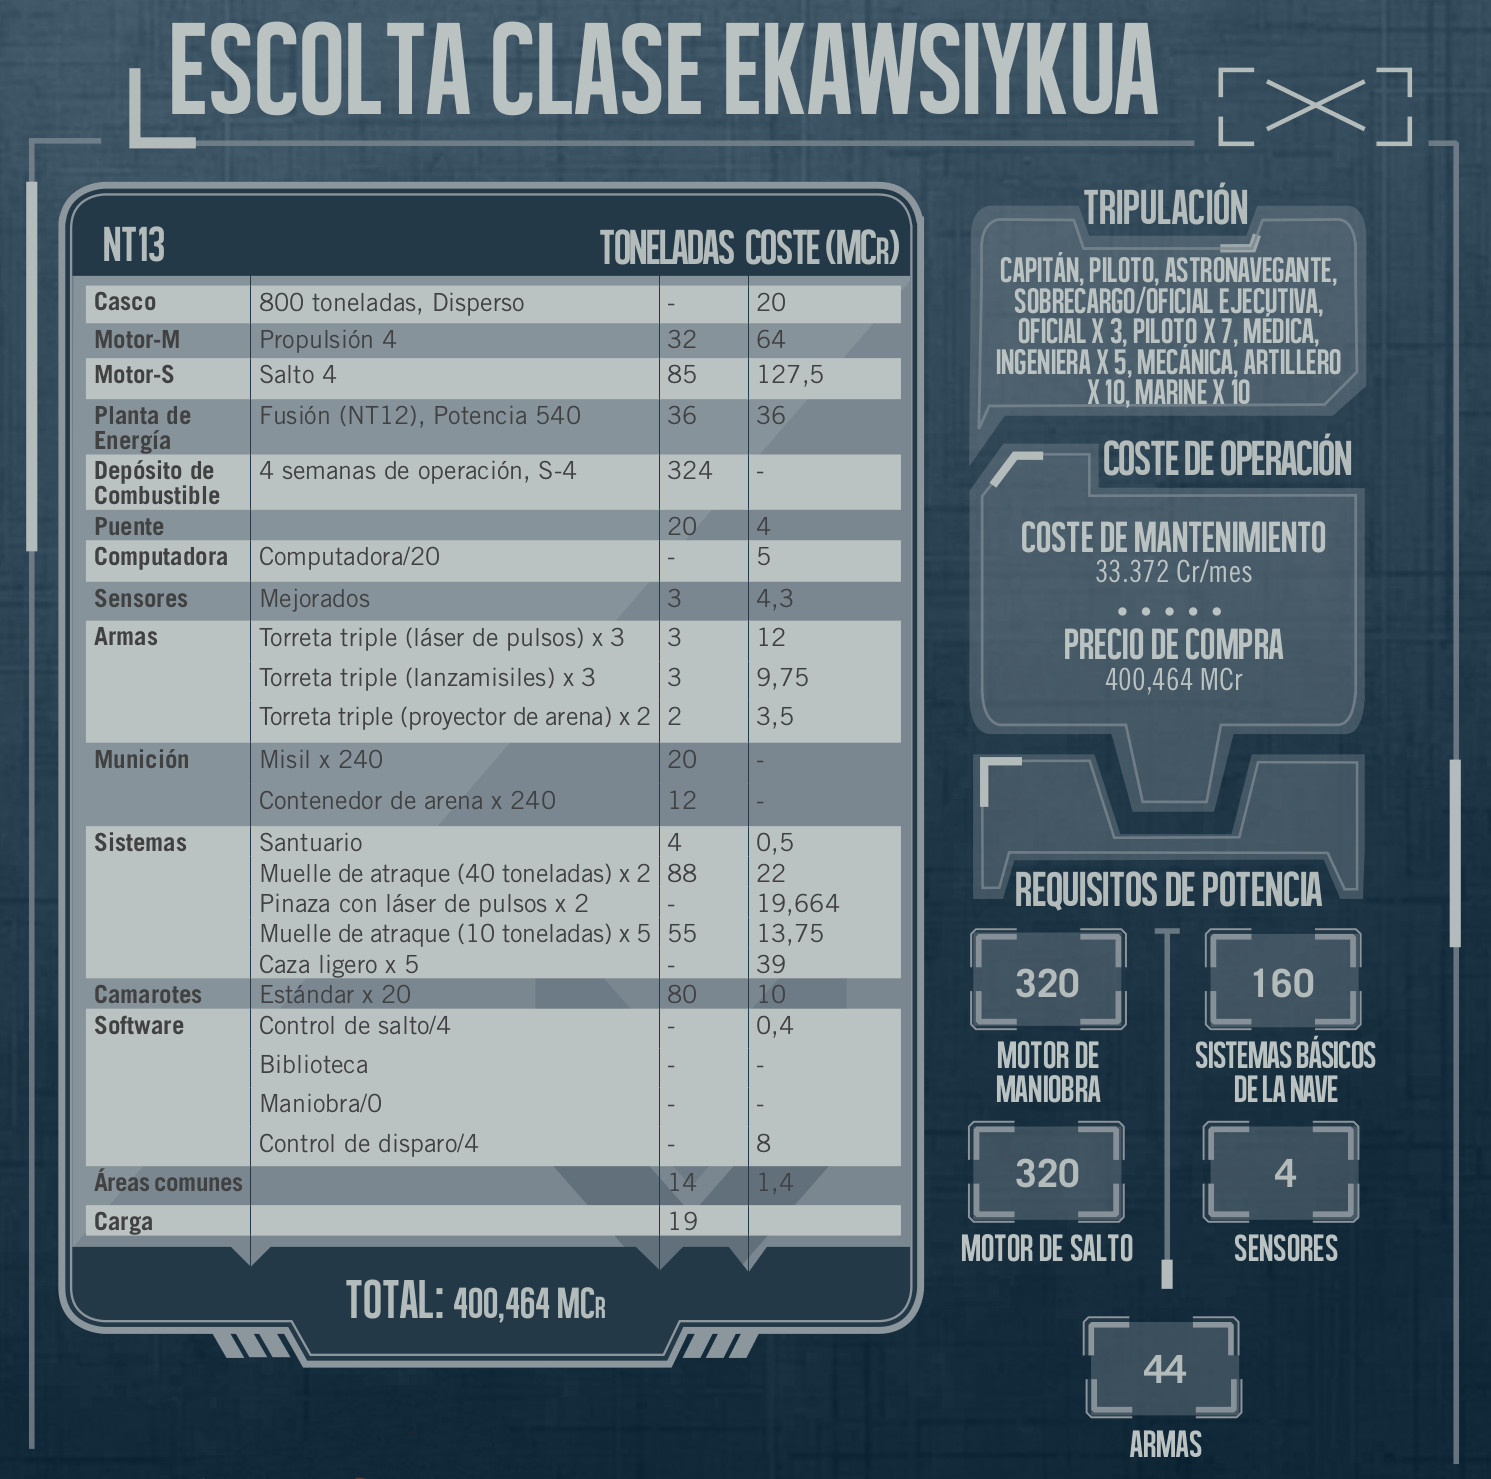 ESCOLTA CLASE EKAWSIYKUA
NT13 TONELADAS COSTE (MCR)
Casco 800 toneladas, Disperso - 20
Motor-M Propulsión 4 32 64
Motor-S Salto 4 85 127,5
Planta de Energía Fusión (NT12), Potencia 540 36 36
Depósito de Combustible 4 semanas de operación, S-4 324 -
Puente 20 4
Computadora Computadora/20 - 5
Sensores Mejorados 3 4,3
Armas Torreta triple (láser de pulsos) x 3 3 12
Torreta triple (lanzamisiles) x 3 3 9,75
Torreta triple (proyector de arena) x 2 2 3,5
Munición Misil x 240 20 -
Contenedor de arena x 240 12 -
Sistemas Santuario 4 0,5
Muelle de atraque (40 toneladas) x 2 88 22
Pinaza con láser de pulsos x 2 - 19,664
Muelle de atraque (10 toneladas) x 5 55 13,75
Caza ligero x 5 - 39
Camarotes Estándar x 20 80 10
Software Control de salto/4 - 0,4
Biblioteca - -
Maniobra/0 - -
Control de disparo/4 - 8
Áreas comunes 14 1,4
Carga 19
TOTAL: 400,464 MCR
TRIPULACIÓN
CAPITÁN, PILOTO, ASTRONAVEGANTE,
SOBRECARGO/OFICIAL EJECUTIVA,
OFICIAL X 3, PILOTO X 7, MÉDICA,
INGENIERA X 5, MECÁNICA, ARTILLERO
X 10, MARINE X 10
COSTE DE OPERACIÓN
COSTE DE MANTENIMIENTO
33.372 Cr/mes
PRECIO DE COMPRA
400,464 MCr
REQUISITOS DE POTENCIA
320
MOTOR DE
MANIOBRA
160
SISTEMAS BÁSICOS
DE LA NAVE
320
MOTOR DE SALTO
4
SENSORES
44
ARMAS